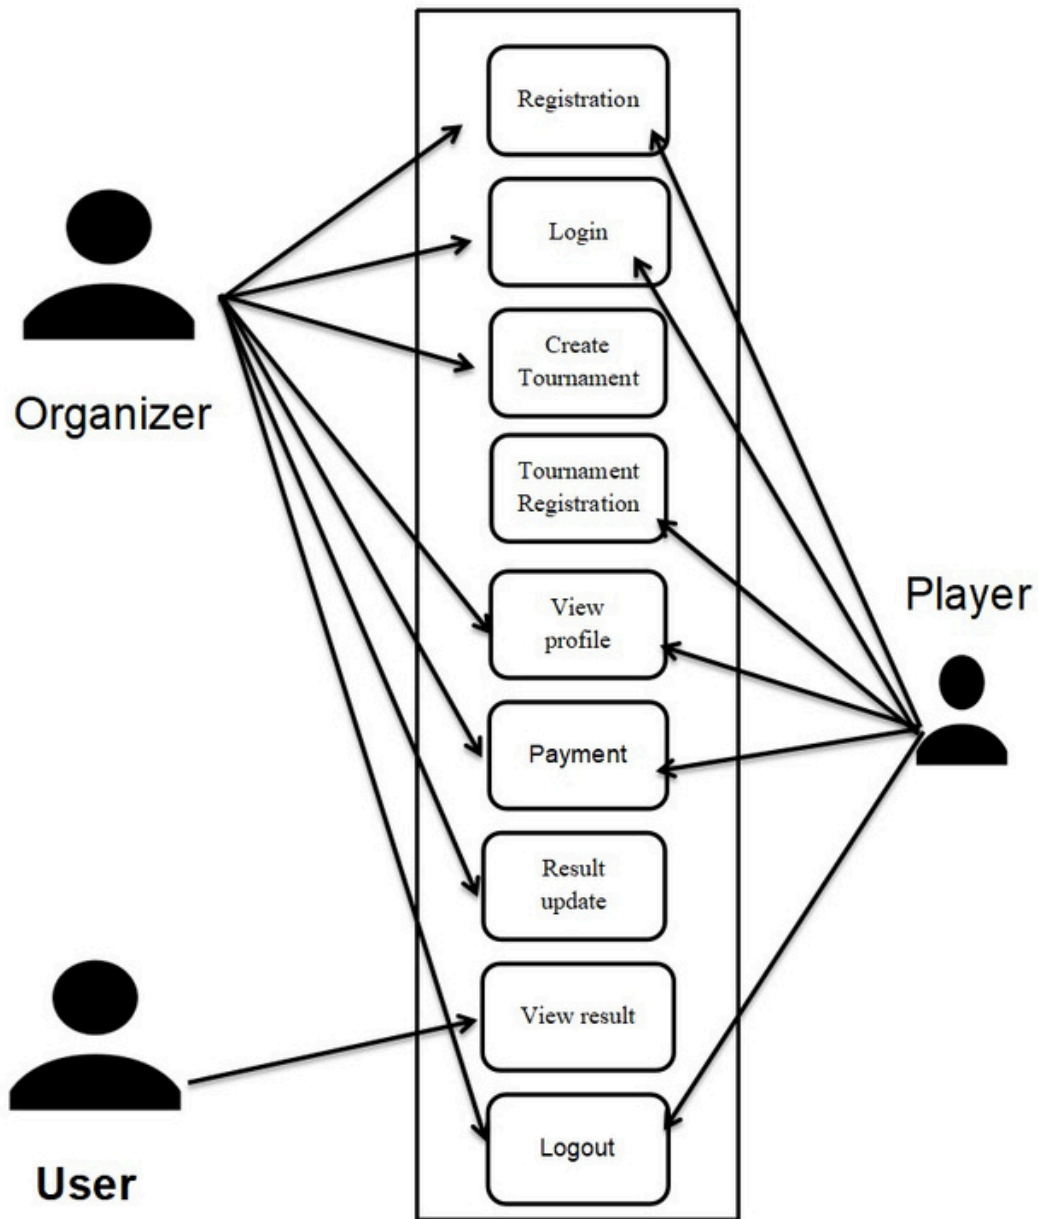 Registration
Login
Create
Tournament
Organizer
Tournament
Registration
View
profile
Player
Payment
Result
update
View result
Logout
User